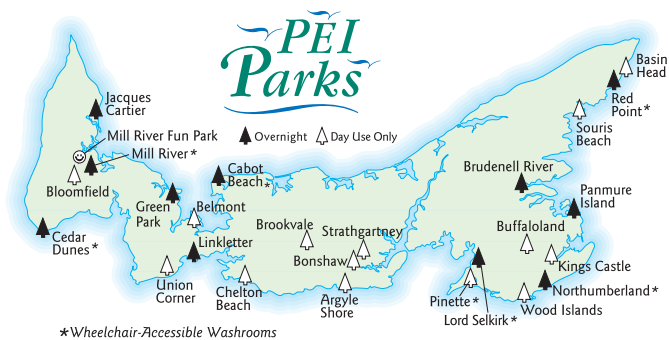 PEI
Parks
Overnight
Day Use Only
Basin
Head
Red
Point*
Souris
Beach
Jacques
Cartier
Mill River Fun Park
Mill River*
Bloomfield
Cedar
Dunes*
Green
Park
Belmont
Cabot
Beach*
Linkletter
Union
Corner
Chelton
Beach
Brookvale
Strathgartney
Bonshaw
Argyle
Shore
Brudenell River
Panmure
Island
Buffaloland
Kings Castle
Northumberland*
Wood Islands
Pinette*
Lord Selkirk*
*Wheelchair-Accessible Washrooms